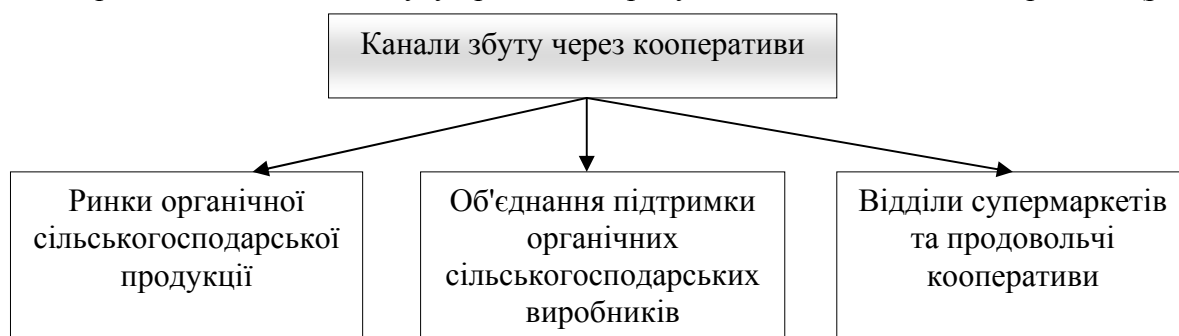 Канали збуту через кооперативи
Ринки органічної
сільськогосподарської
продукції
Об'єднання підтримки
органічних
сільськогосподарських
виробників
Відділи супермаркетів
та продовольчі
кооперативи